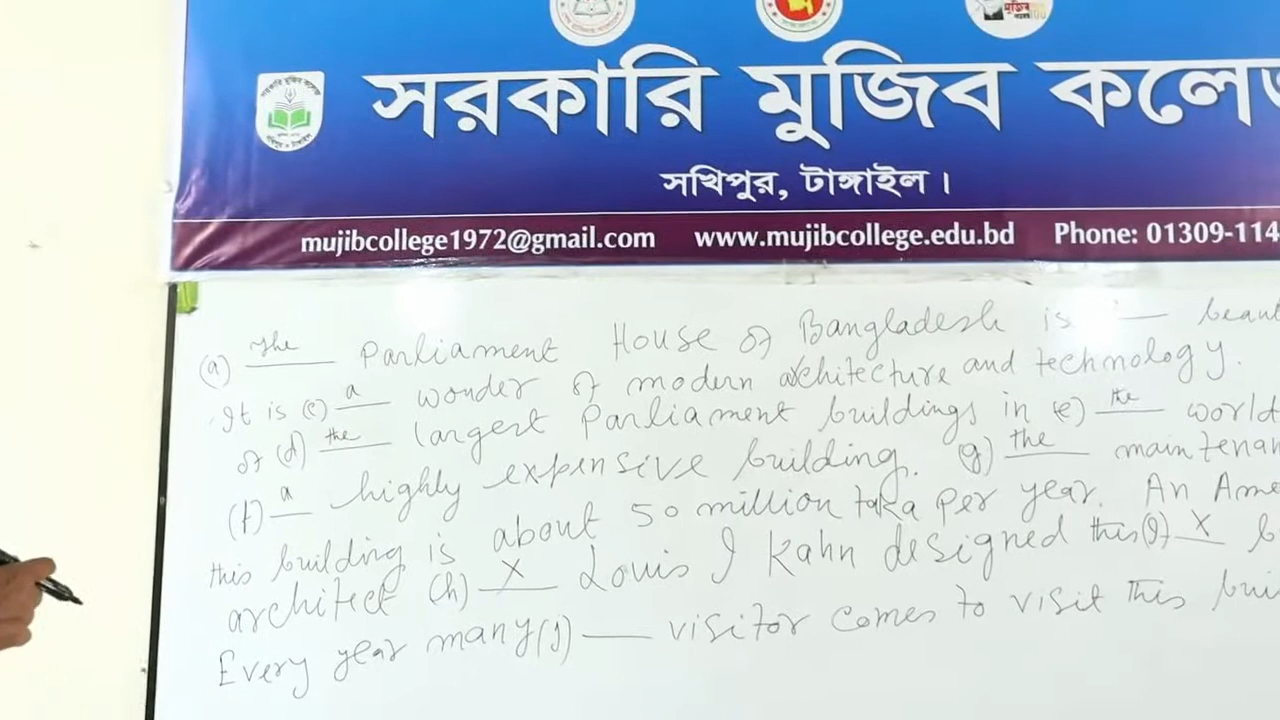 সরকারি মুজিব কলেজ
সখিপুর, টাঙ্গাইল।
mujibcollege1972@gmail.com www.mujibcollege.edu.bd Phone: 01309-114
(a) The Parliament House of Bangladesh is beaut
It is (c) a wonder of modern architecture and technology.
of (d) the largest Parliament buildings in (e) the world
(f) a highly expensive building. (g) the maintenan
this building is about 50 million taka per year. An Ame
architect (h) X Louis I Kahn designed this (I) X b
Every year many (J) visitor comes to visit this bui